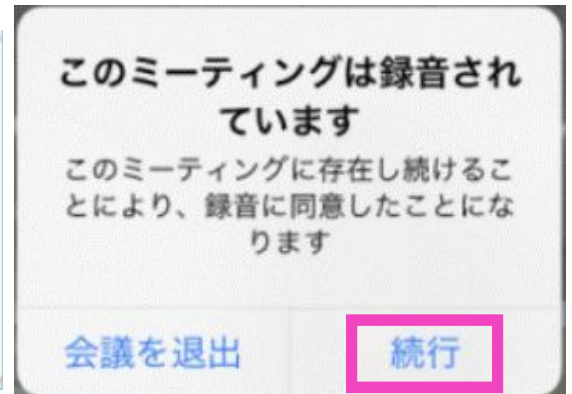 このミーティングは録音され
ています
このミーティングに存在し続けるこ
とにより、録音に同意したことにな
ります
会議を退出 続行